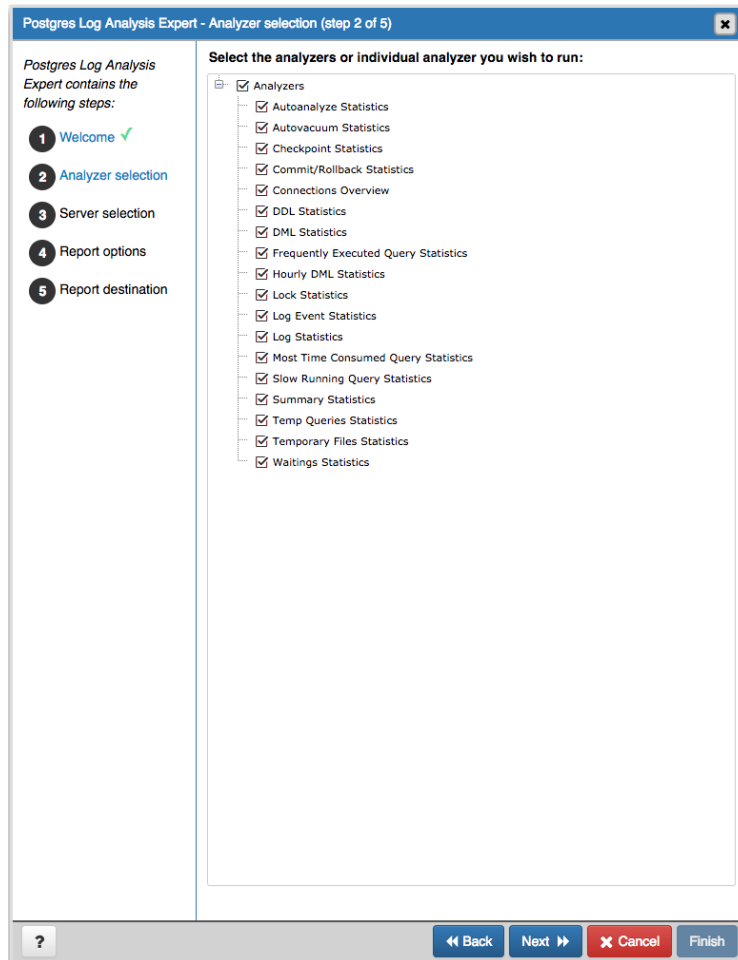 Postgres Log Analysis Expert - Analyzer selection (step 2 of 5)
Postgres Log Analysis
Expert contains the
following steps:
1 Welcome
2 Analyzer selection
3 Server selection
4 Report options
5 Report destination
Select the analyzers or individual analyzer you wish to run:
Analyzers
Autoanalyze Statistics
Autovacuum Statistics
Checkpoint Statistics
Commit/Rollback Statistics
Connections Overview
DDL Statistics
DML Statistics
Frequently Executed Query Statistics
Hourly DML Statistics
Lock Statistics
Log Event Statistics
Log Statistics
Most Time Consumed Query Statistics
Slow Running Query Statistics
Summary Statistics
Temp Queries Statistics
Temporary Files Statistics
Waitings Statistics
? Back Next Cancel Finish